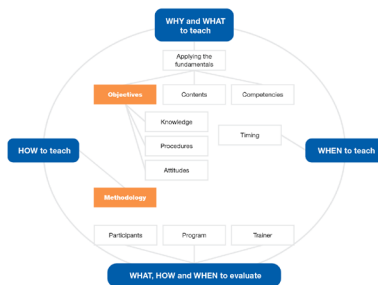 WHY and WHAT
to teach
Applying the
fundamentals
Objectives
Contents
Competencies
Knowledge
Timing
Procedures
HOW to teach
WHEN to teach
Attitudes
Methodology
Participants
Program
Trainer
WHAT, HOW and WHEN to evaluate